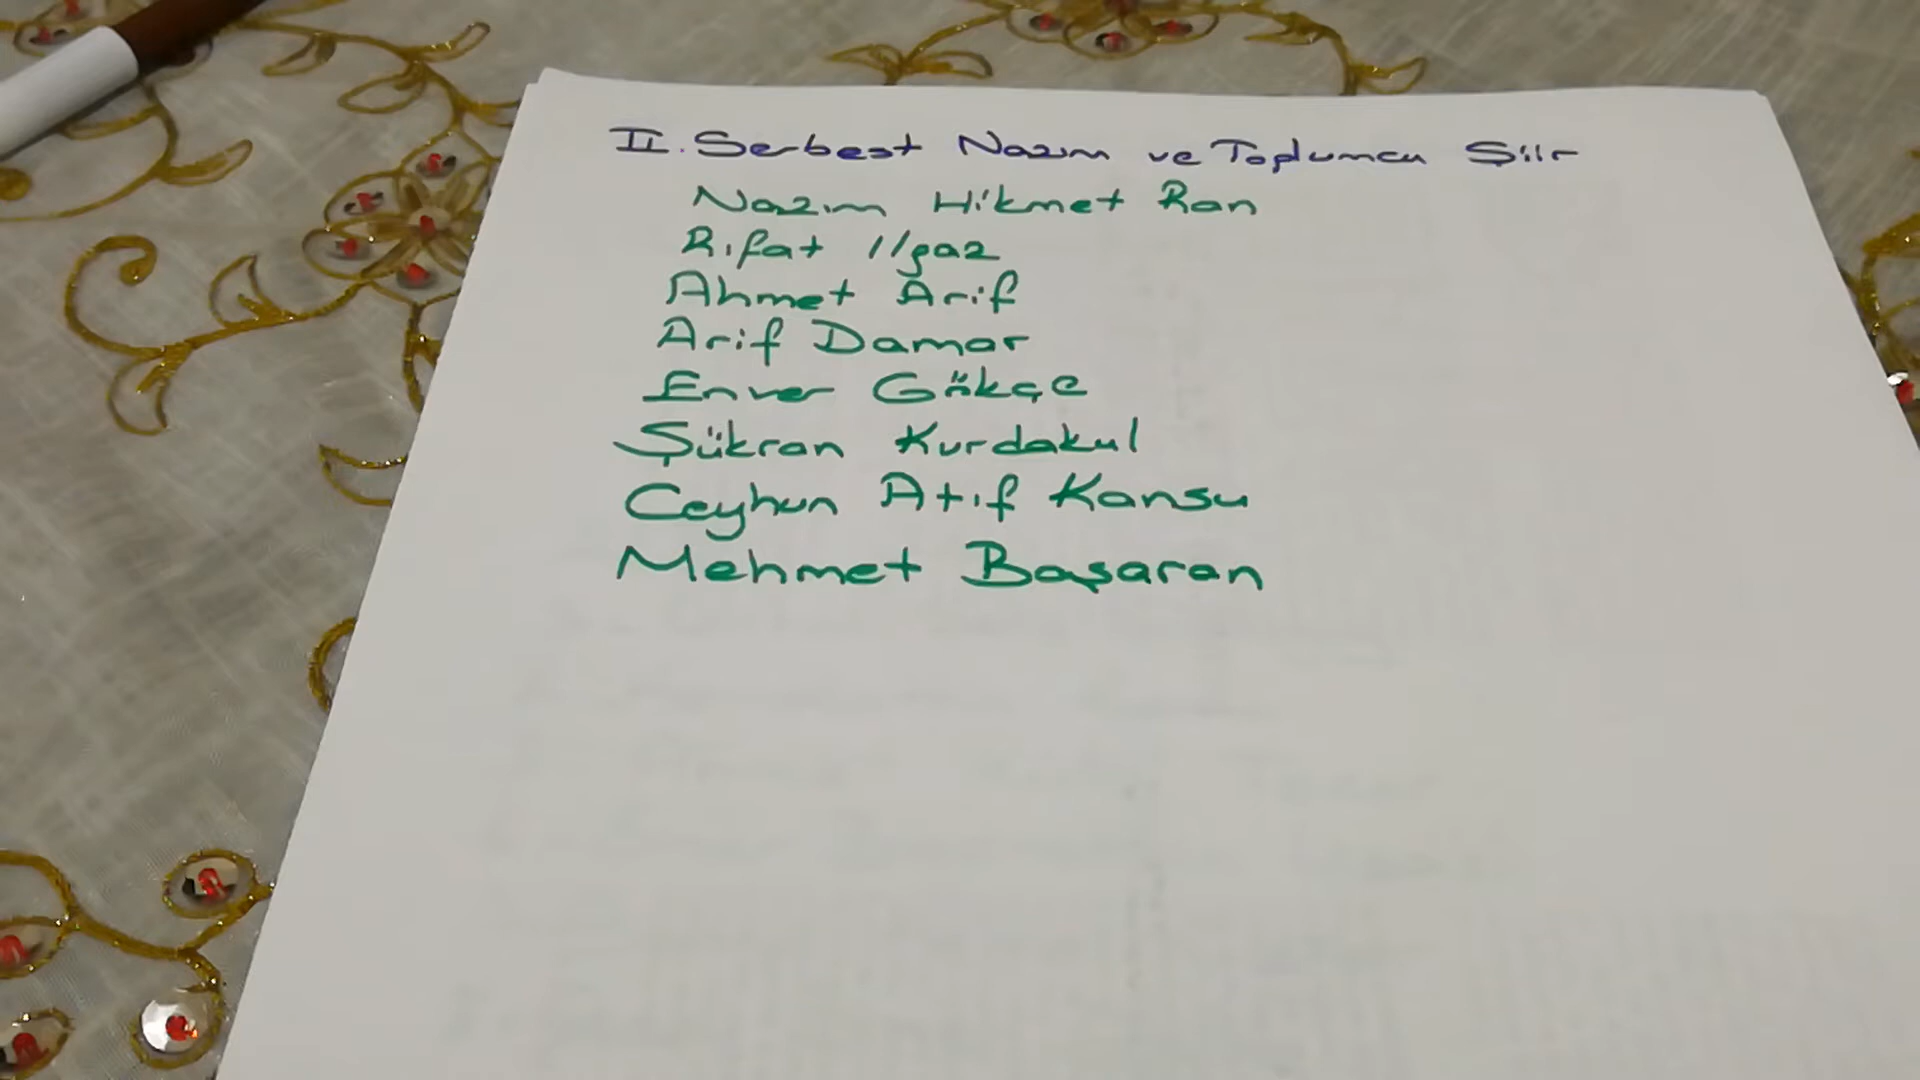 II. Serbest Nazım ve Toplumcu Şiir
Nazım Hikmet Ran
Rıfat Ilgaz
Ahmet Arif
Arif Damar
Enver Gökçe
Şükran Kurdakul
Ceyhun Atıf Kansu
Mehmet Başaran